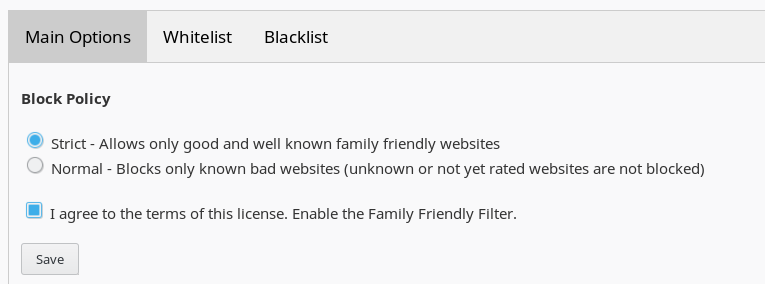 Main Options Whitelist Blacklist
Block Policy
Strict - Allows only good and well known family friendly websites
Normal - Blocks only known bad websites (unknown or not yet rated websites are not blocked)
I agree to the terms of this license. Enable the Family Friendly Filter.
Save